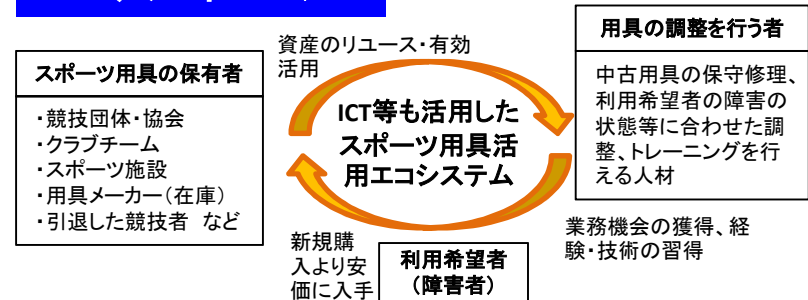 スポーツ用具の保有者
・競技団体・協会
・クラブチーム
・スポーツ施設
・用具メーカー(在庫)
・引退した競技者 など
資産のリユース・有効
活用
ICT等も活用した
スポーツ用具活
用エコシステム
用具の調整を行う者
中古用具の保守修理、
利用希望者の障害の
状態等に合わせた調
整、トレーニングを行
える人材
業務機会の獲得、経
験・技術の習得
新規購
入より安
価に入手
利用希望者
(障害者)